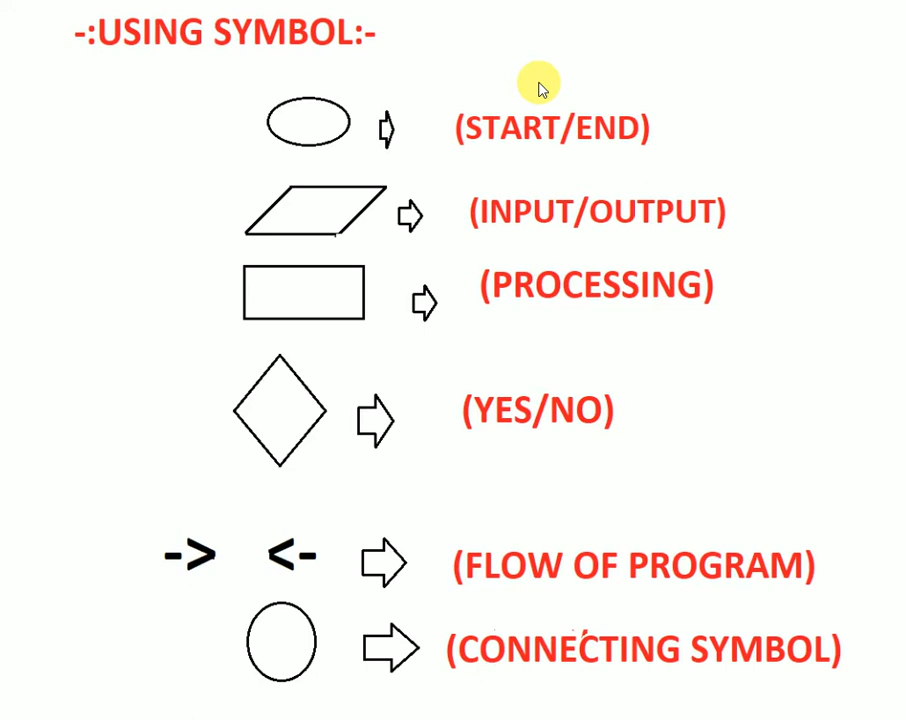 -:USING SYMBOL:-
(START/END)
(INPUT/OUTPUT)
(PROCESSING)
(YES/NO)
-> <- (FLOW OF PROGRAM)
(CONNECTING SYMBOL)